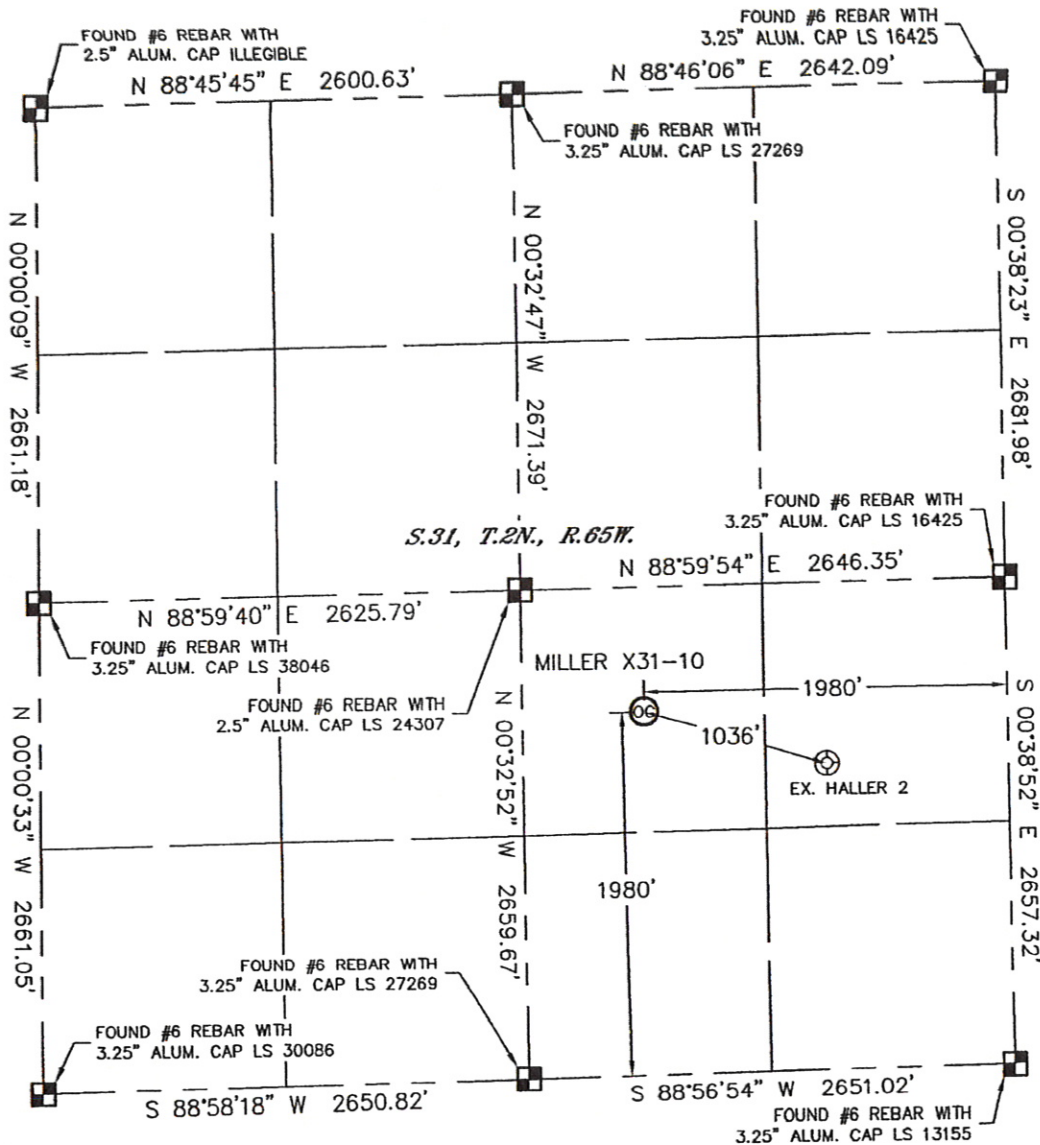 FOUND #6 REBAR WITH
2.5" ALUM. CAP ILLEGIBLE
FOUND #6 REBAR WITH
3.25" ALUM. CAP LS 16425
N 88°45'45" E 2600.63'
N 88°46'06" E 2642.09'
FOUND #6 REBAR WITH
3.25" ALUM. CAP LS 27269
N 00°00'09" W 2661.18'
N 00°32'47" W 2671.39'
S 00°38'23" E 2681.98'
FOUND #6 REBAR WITH
3.25" ALUM. CAP LS 16425
S.31, T.2N., R.65W.
N 88°59'54" E 2646.35'
N 88°59'40" E 2625.79'
FOUND #6 REBAR WITH
3.25" ALUM. CAP LS 38046
MILLER X31-10
FOUND #6 REBAR WITH
2.5" ALUM. CAP LS 24307
1980'
OG
1036'
EX. HALLER 2
N 00°00'33" W 2661.05'
N 00°32'52" W 2659.67'
S 00°38'52" E 2657.32'
1980'
FOUND #6 REBAR WITH
3.25" ALUM. CAP LS 27269
FOUND #6 REBAR WITH
3.25" ALUM. CAP LS 30086
S 88°58'18" W 2650.82'
S 88°56'54" W 2651.02'
FOUND #6 REBAR WITH
3.25" ALUM. CAP LS 13155